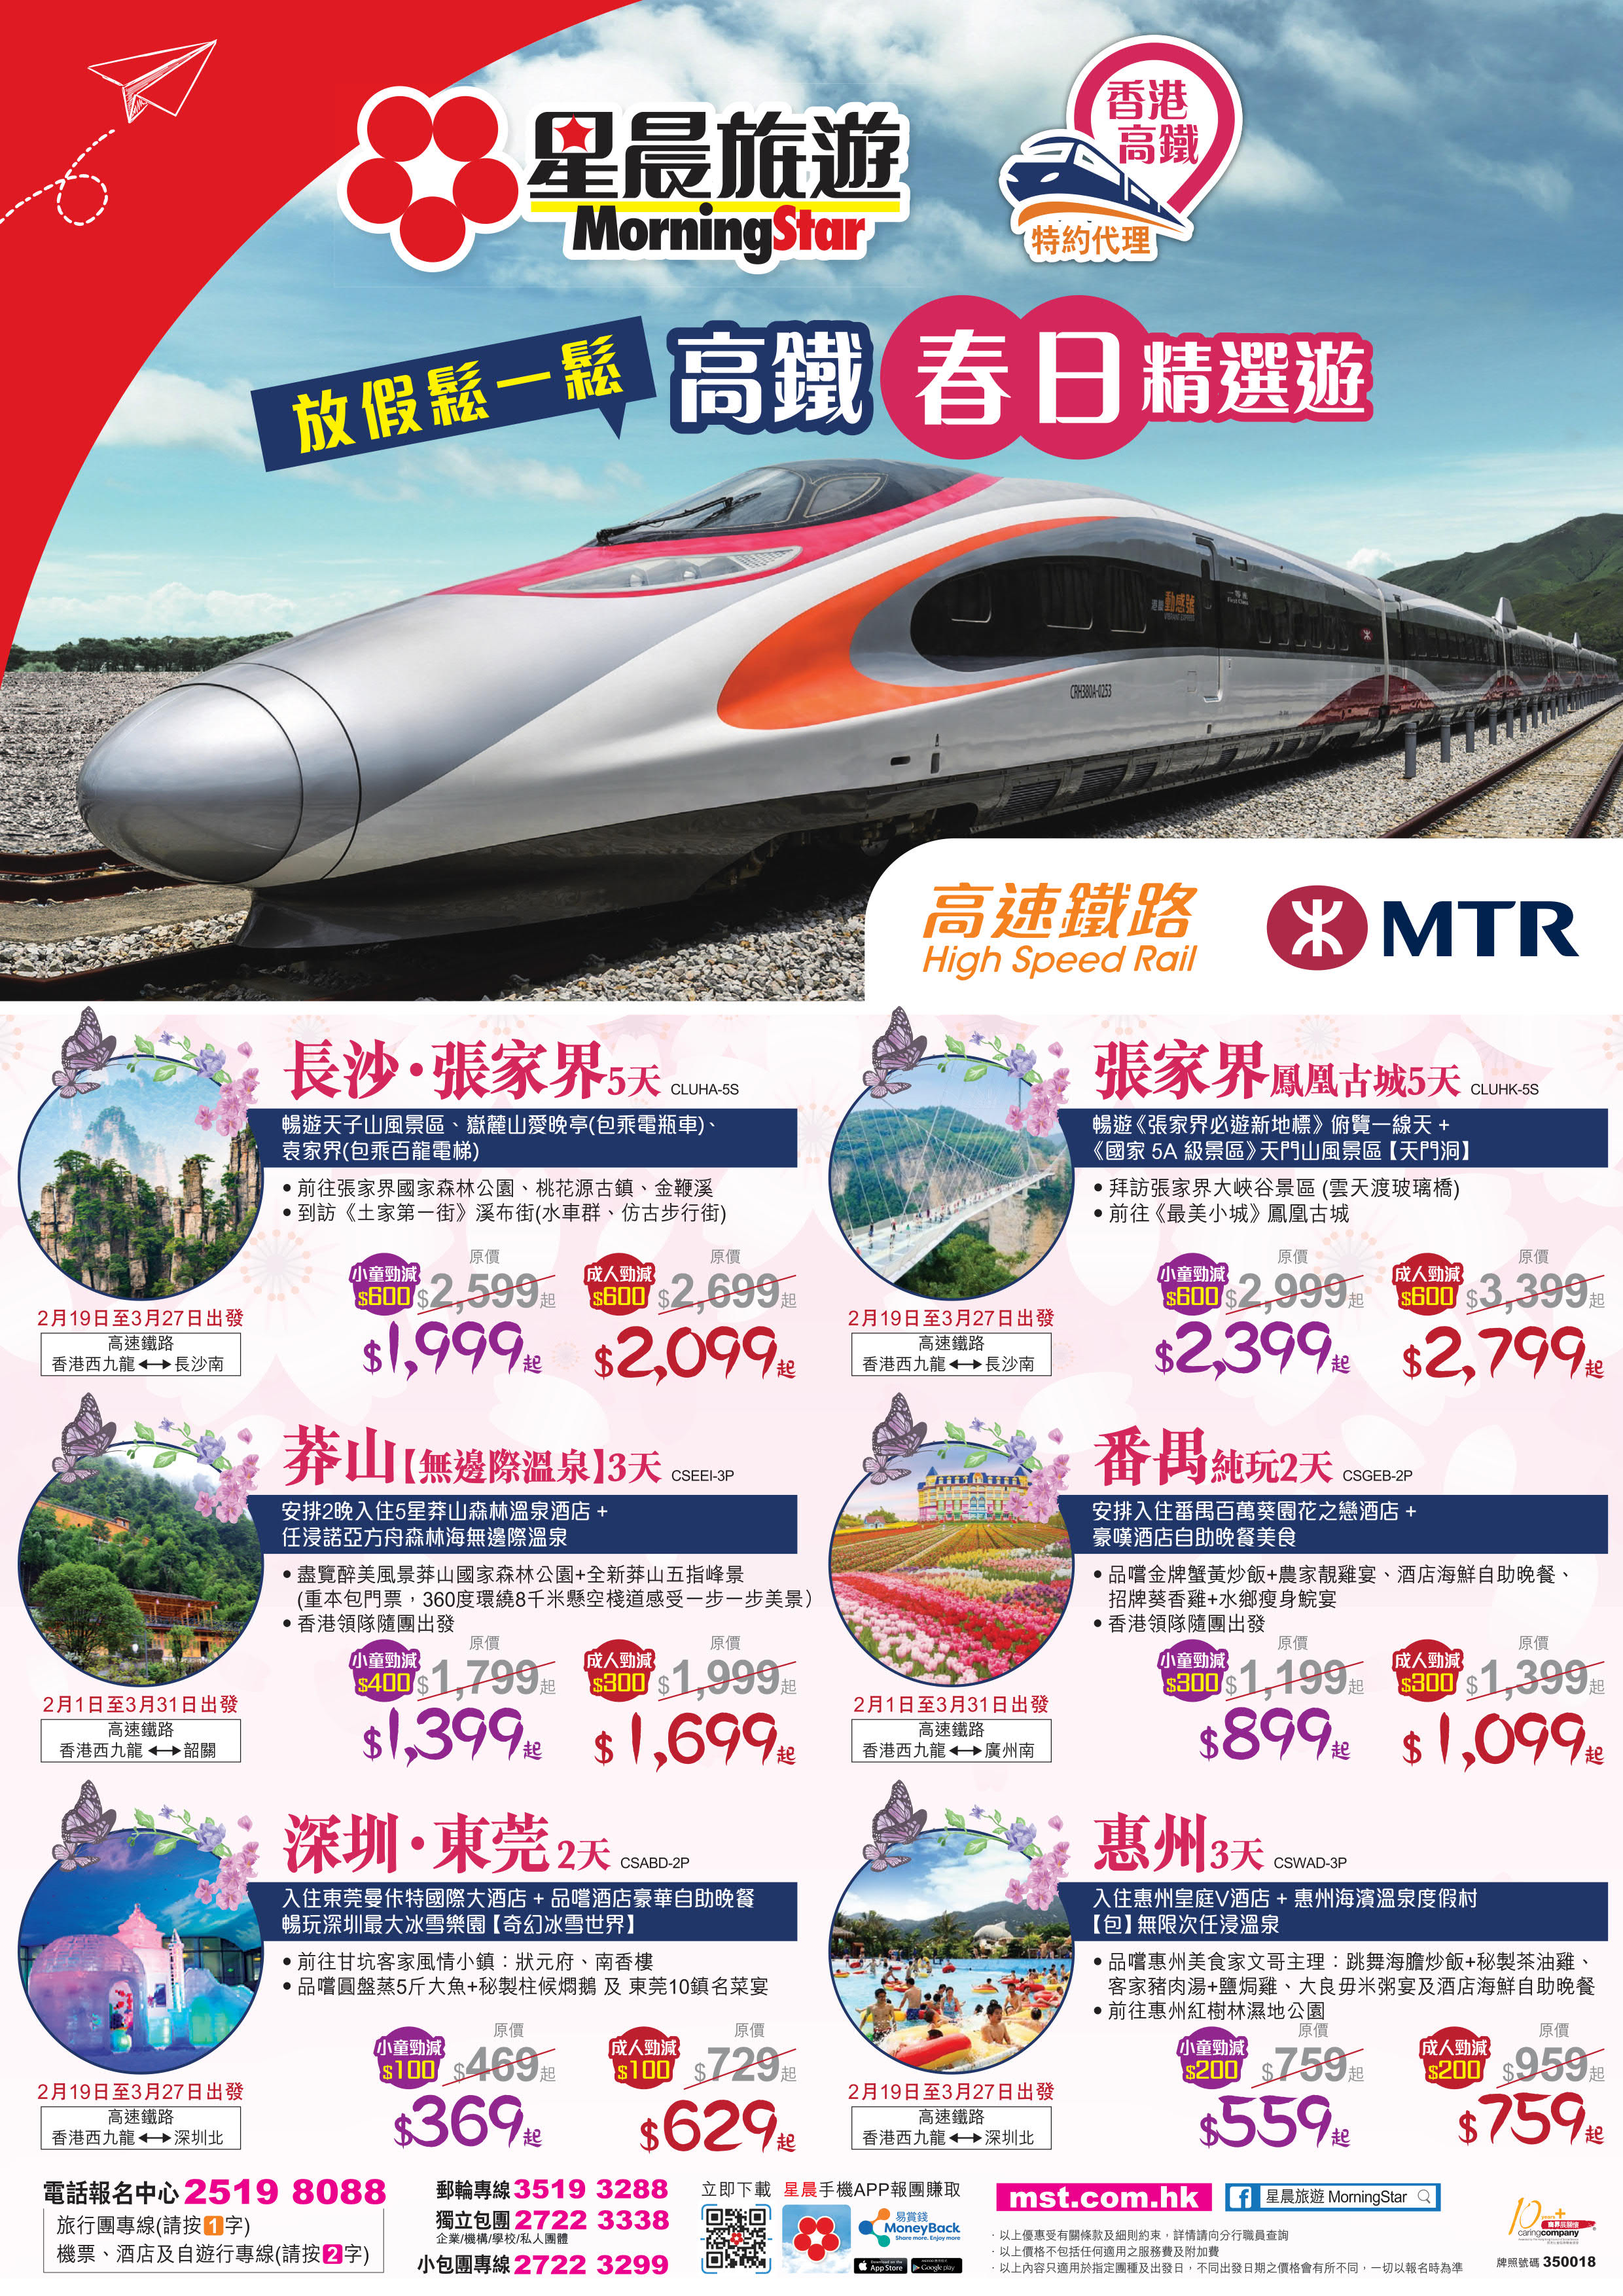 星晨旅遊
MorningStar
香港
高鐵
特約代理
放假鬆一鬆
高鐵 春日精選遊
動感號
CRH380A-0253
高速鐵路
High Speed Rail
MTR
長沙・張家界5天 CLUHA-5S
暢遊天子山風景區、嶽麓山愛晚亭(包乘電瓶車)、
袁家界(包乘百龍電梯)
• 前往張家界國家森林公園、桃花源古鎮、金鞭溪
• 到訪《土家第一街》溪布街(水車群、仿古步行街)
原價 原價
小童勁減 $600 $2,599起 成人勁減 $600 $2,699起
$1,999起 $2,099起
2月19日至3月27日出發
高速鐵路
香港西九龍⟷長沙南
張家界鳳凰古城5天 CLUHK-5S
暢遊《張家界必遊新地標》俯覽一線天 +
《國家 5A 級景區》天門山風景區【天門洞】
• 拜訪張家界大峽谷景區 (雲天渡玻璃橋)
• 前往《最美小城》鳳凰古城
原價 原價
小童勁減 $600 $2,999起 成人勁減 $600 $3,399起
$2,399起 $2,799起
2月19日至3月27日出發
高速鐵路
香港西九龍⟷長沙南
莽山【無邊際溫泉】3天 CSEEI-3P
安排2晚入住5星莽山森林溫泉酒店 +
任浸諾亞方舟森林海無邊際溫泉
• 盡覽醉美風景莽山國家森林公園+全新莽山五指峰景
(重本包門票，360度環繞8千米懸空棧道感受一步一步美景)
• 香港領隊隨團出發
原價 原價
小童勁減 $400 $1,799起 成人勁減 $300 $1,999起
$1,399起 $1,699起
2月1日至3月31日出發
高速鐵路
香港西九龍⟷韶關
番禺純玩2天 CSGEB-2P
安排入住番禺百萬葵園花之戀酒店 +
豪嘆酒店自助晚餐美食
• 品嚐金牌蟹黃炒飯+農家靚雞宴、酒店海鮮自助晚餐、
招牌葵香雞+水鄉瘦身鯇宴
• 香港領隊隨團出發
原價 原價
小童勁減 $300 $1,199起 成人勁減 $300 $1,399起
$899起 $1,099起
2月1日至3月31日出發
高速鐵路
香港西九龍⟷廣州南
深圳・東莞2天 CSABD-2P
入住東莞曼佧特國際大酒店 + 品嚐酒店豪華自助晚餐
暢玩深圳最大冰雪樂園【奇幻冰雪世界】
• 前往甘坑客家風情小鎮：狀元府、南香樓
• 品嚐圓盤蒸5斤大魚+秘製柱候燜鵝 及 東莞10鎮名菜宴
原價 原價
小童勁減 $100 $469起 成人勁減 $100 $729起
$369起 $629起
2月19日至3月27日出發
高速鐵路
香港西九龍⟷深圳北
惠州3天 CSWAD-3P
入住惠州皇庭V酒店 + 惠州海濱溫泉度假村
【包】無限次任浸溫泉
• 品嚐惠州美食家文哥主理：跳舞海膽炒飯+秘製茶油雞、
客家豬肉湯+鹽焗雞、大良毋米粥宴及酒店海鮮自助晚餐
• 前往惠州紅樹林濕地公園
原價 原價
小童勁減 $200 $759起 成人勁減 $200 $959起
$559起 $759起
2月19日至3月27日出發
高速鐵路
香港西九龍⟷深圳北
電話報名中心 2519 8088
旅行團專線(請按1字)
機票、酒店及自遊行專線(請按2字)
郵輪專線 3519 3288
獨立包團 2722 3338
企業/機構/學校/私人團體
小包團專線 2722 3299
立即下載 星晨手機APP報團賺取
易賞錢
MoneyBack
Share more. Enjoy more
App Store
Google play
mst.com.hk
f 星晨旅遊 MorningStar
· 以上優惠受有關條款及細則約束，詳情請向分行職員查詢
· 以上價格不包括任何適用之服務費及附加費
· 以上內容只適用於指定團種及出發日，不同出發日期之價格會有所不同，一切以報名時為準
10 years+
商界展關懷
caringcompany
牌照號碼 350018